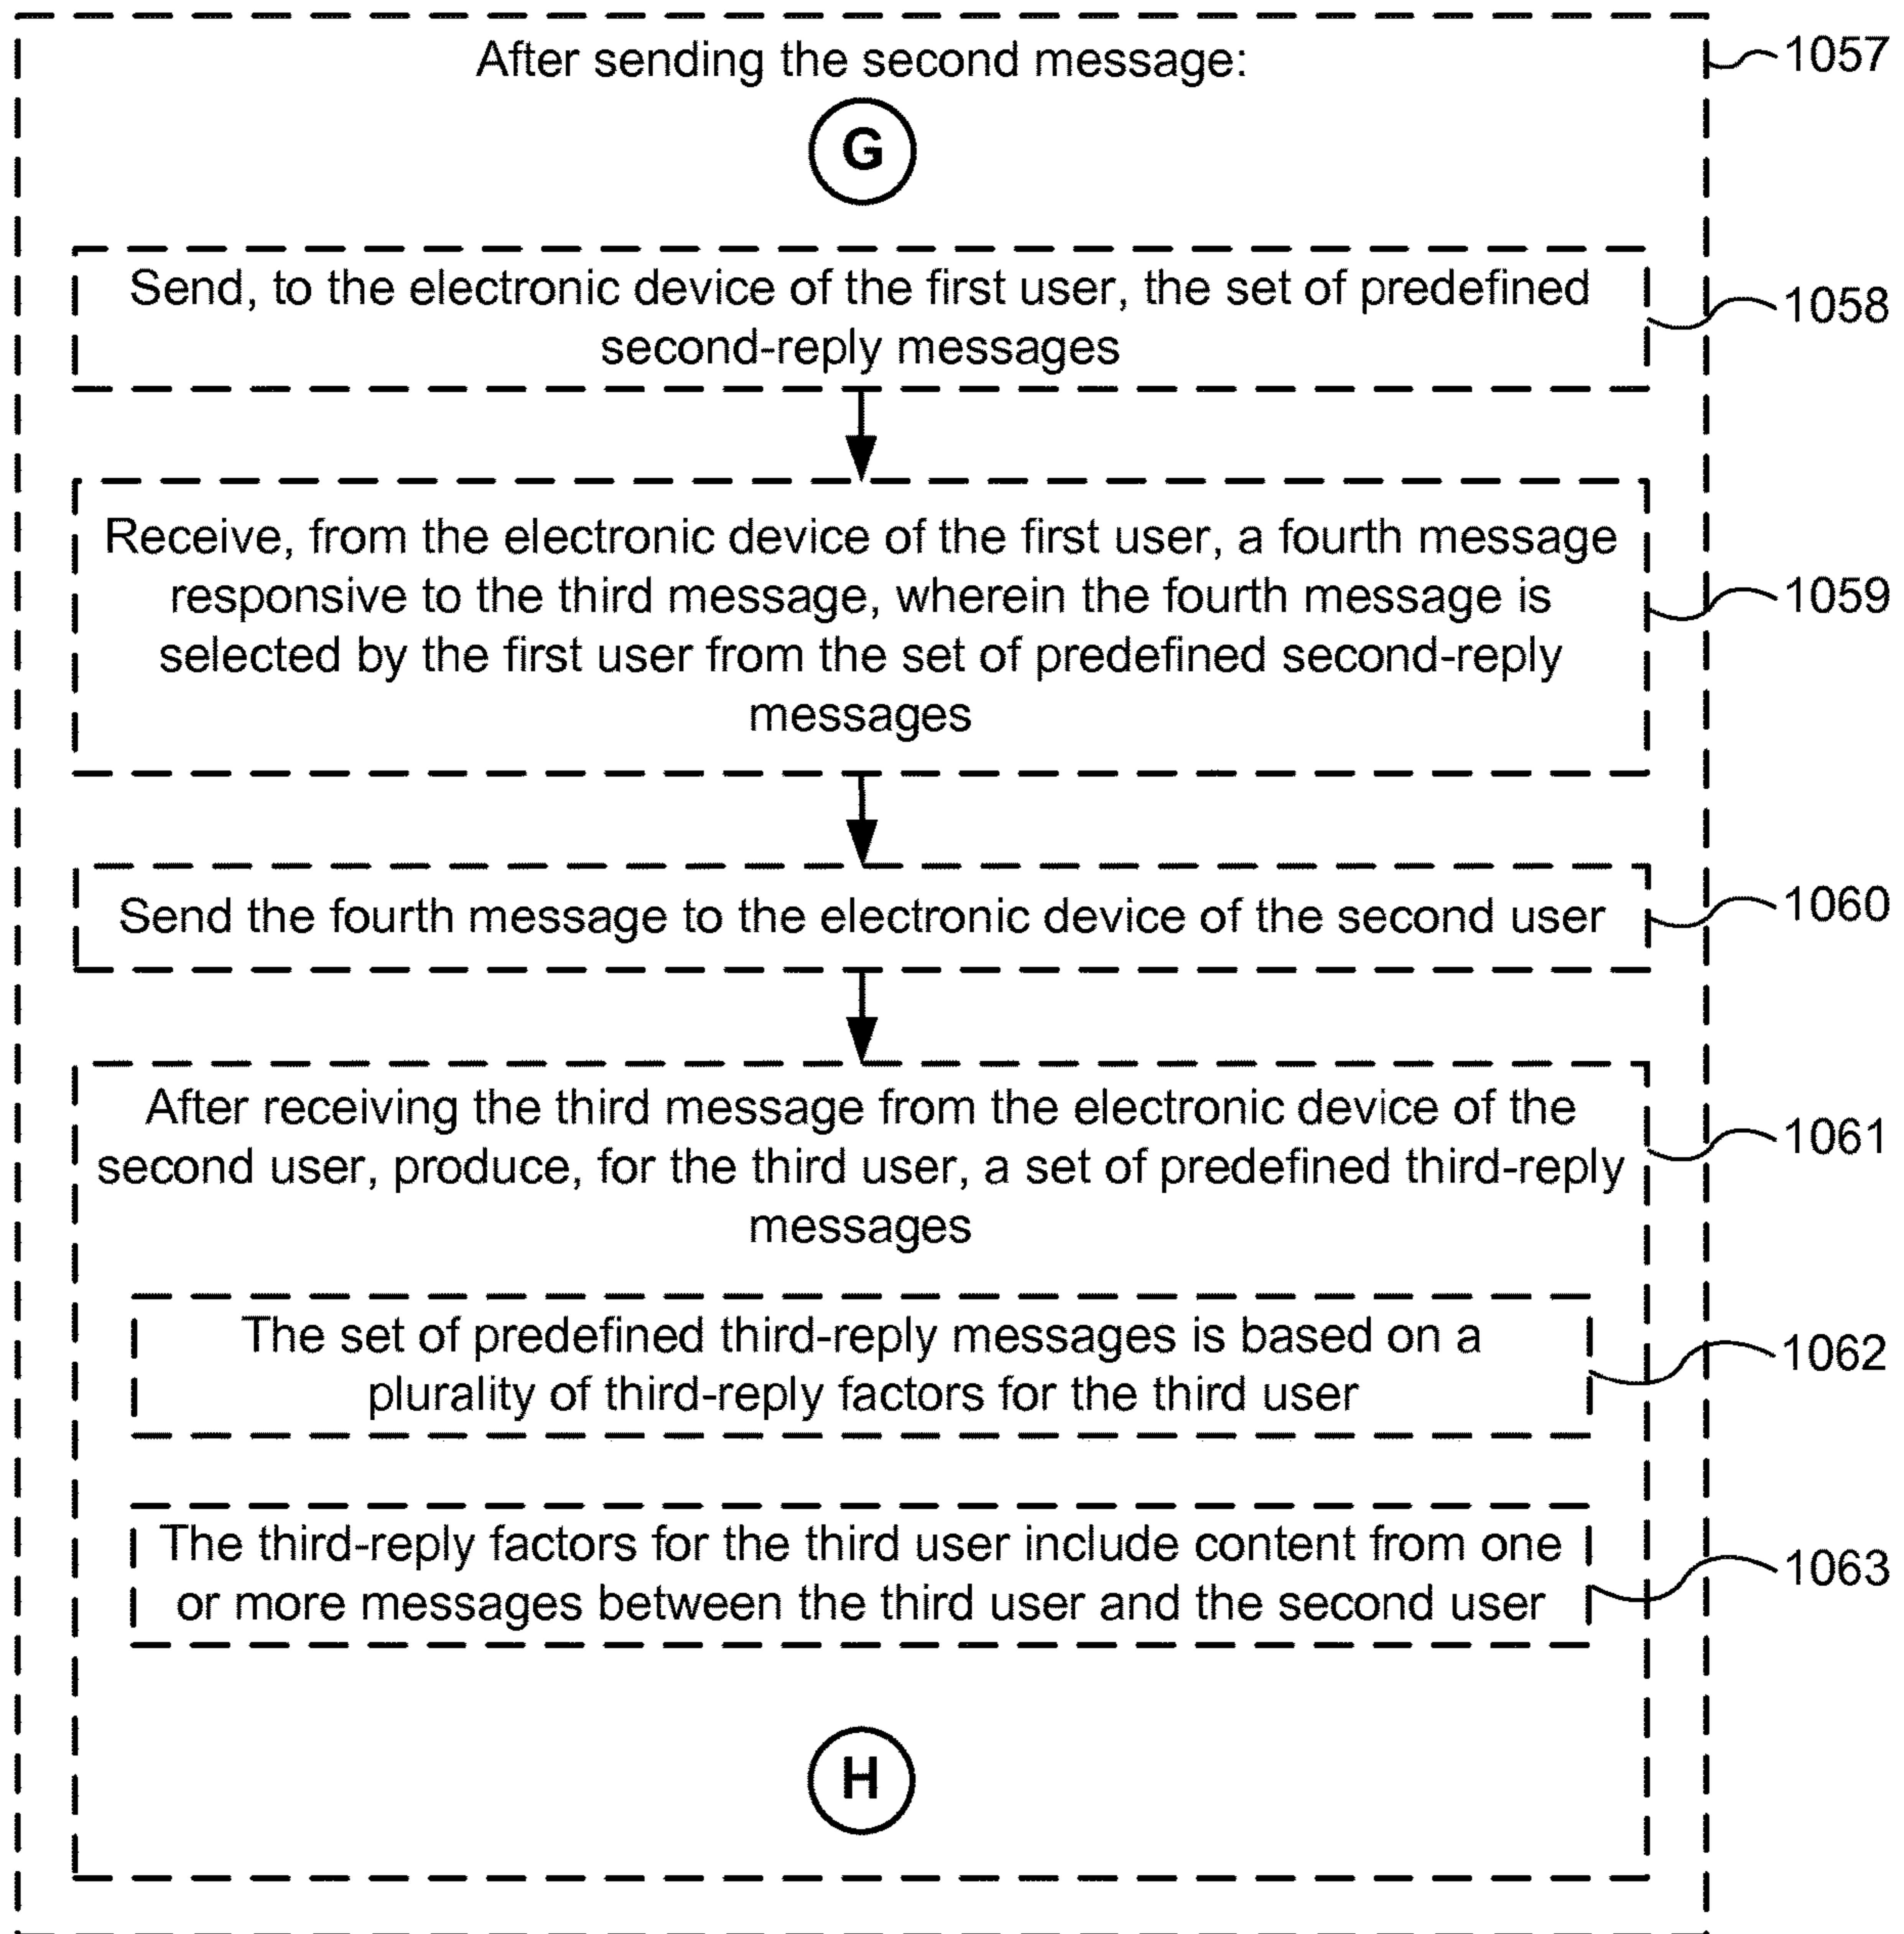 After sending the second message:
1057
G
Send, to the electronic device of the first user, the set of predefined
second-reply messages
1058
Receive, from the electronic device of the first user, a fourth message
responsive to the third message, wherein the fourth message is
selected by the first user from the set of predefined second-reply
messages
1059
Send the fourth message to the electronic device of the second user
1060
After receiving the third message from the electronic device of the
second user, produce, for the third user, a set of predefined third-reply
messages
1061
The set of predefined third-reply messages is based on a
plurality of third-reply factors for the third user
1062
The third-reply factors for the third user include content from one
or more messages between the third user and the second user
1063
H